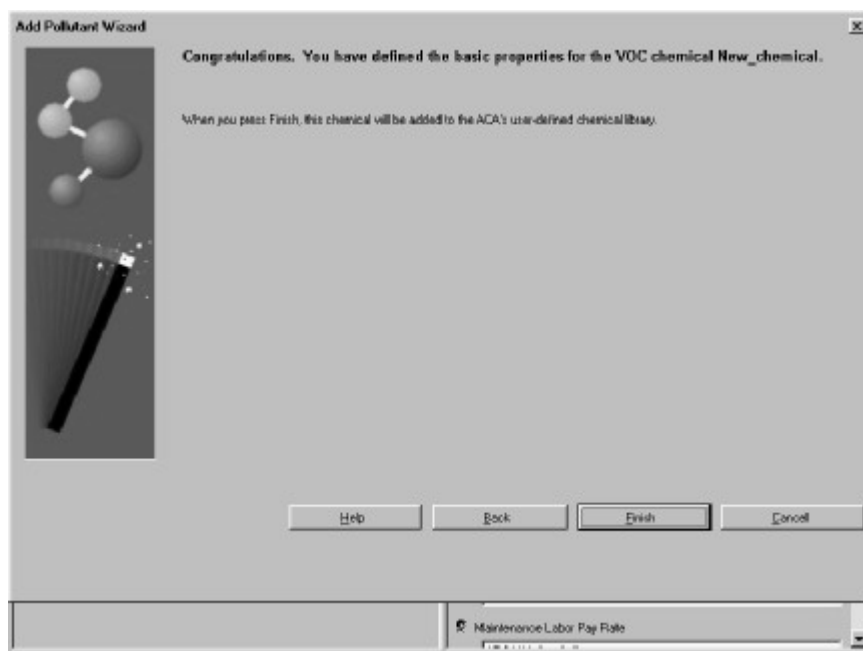 Add Pollutant Wizard
Congratulations. You have defined the basic properties for the VOC chemical New_chemical.
When you press Finish, this chemical will be added to the ACA's user-defined chemical library.
Help Back Finish Cancel
Maintenance Labor Pay Rate